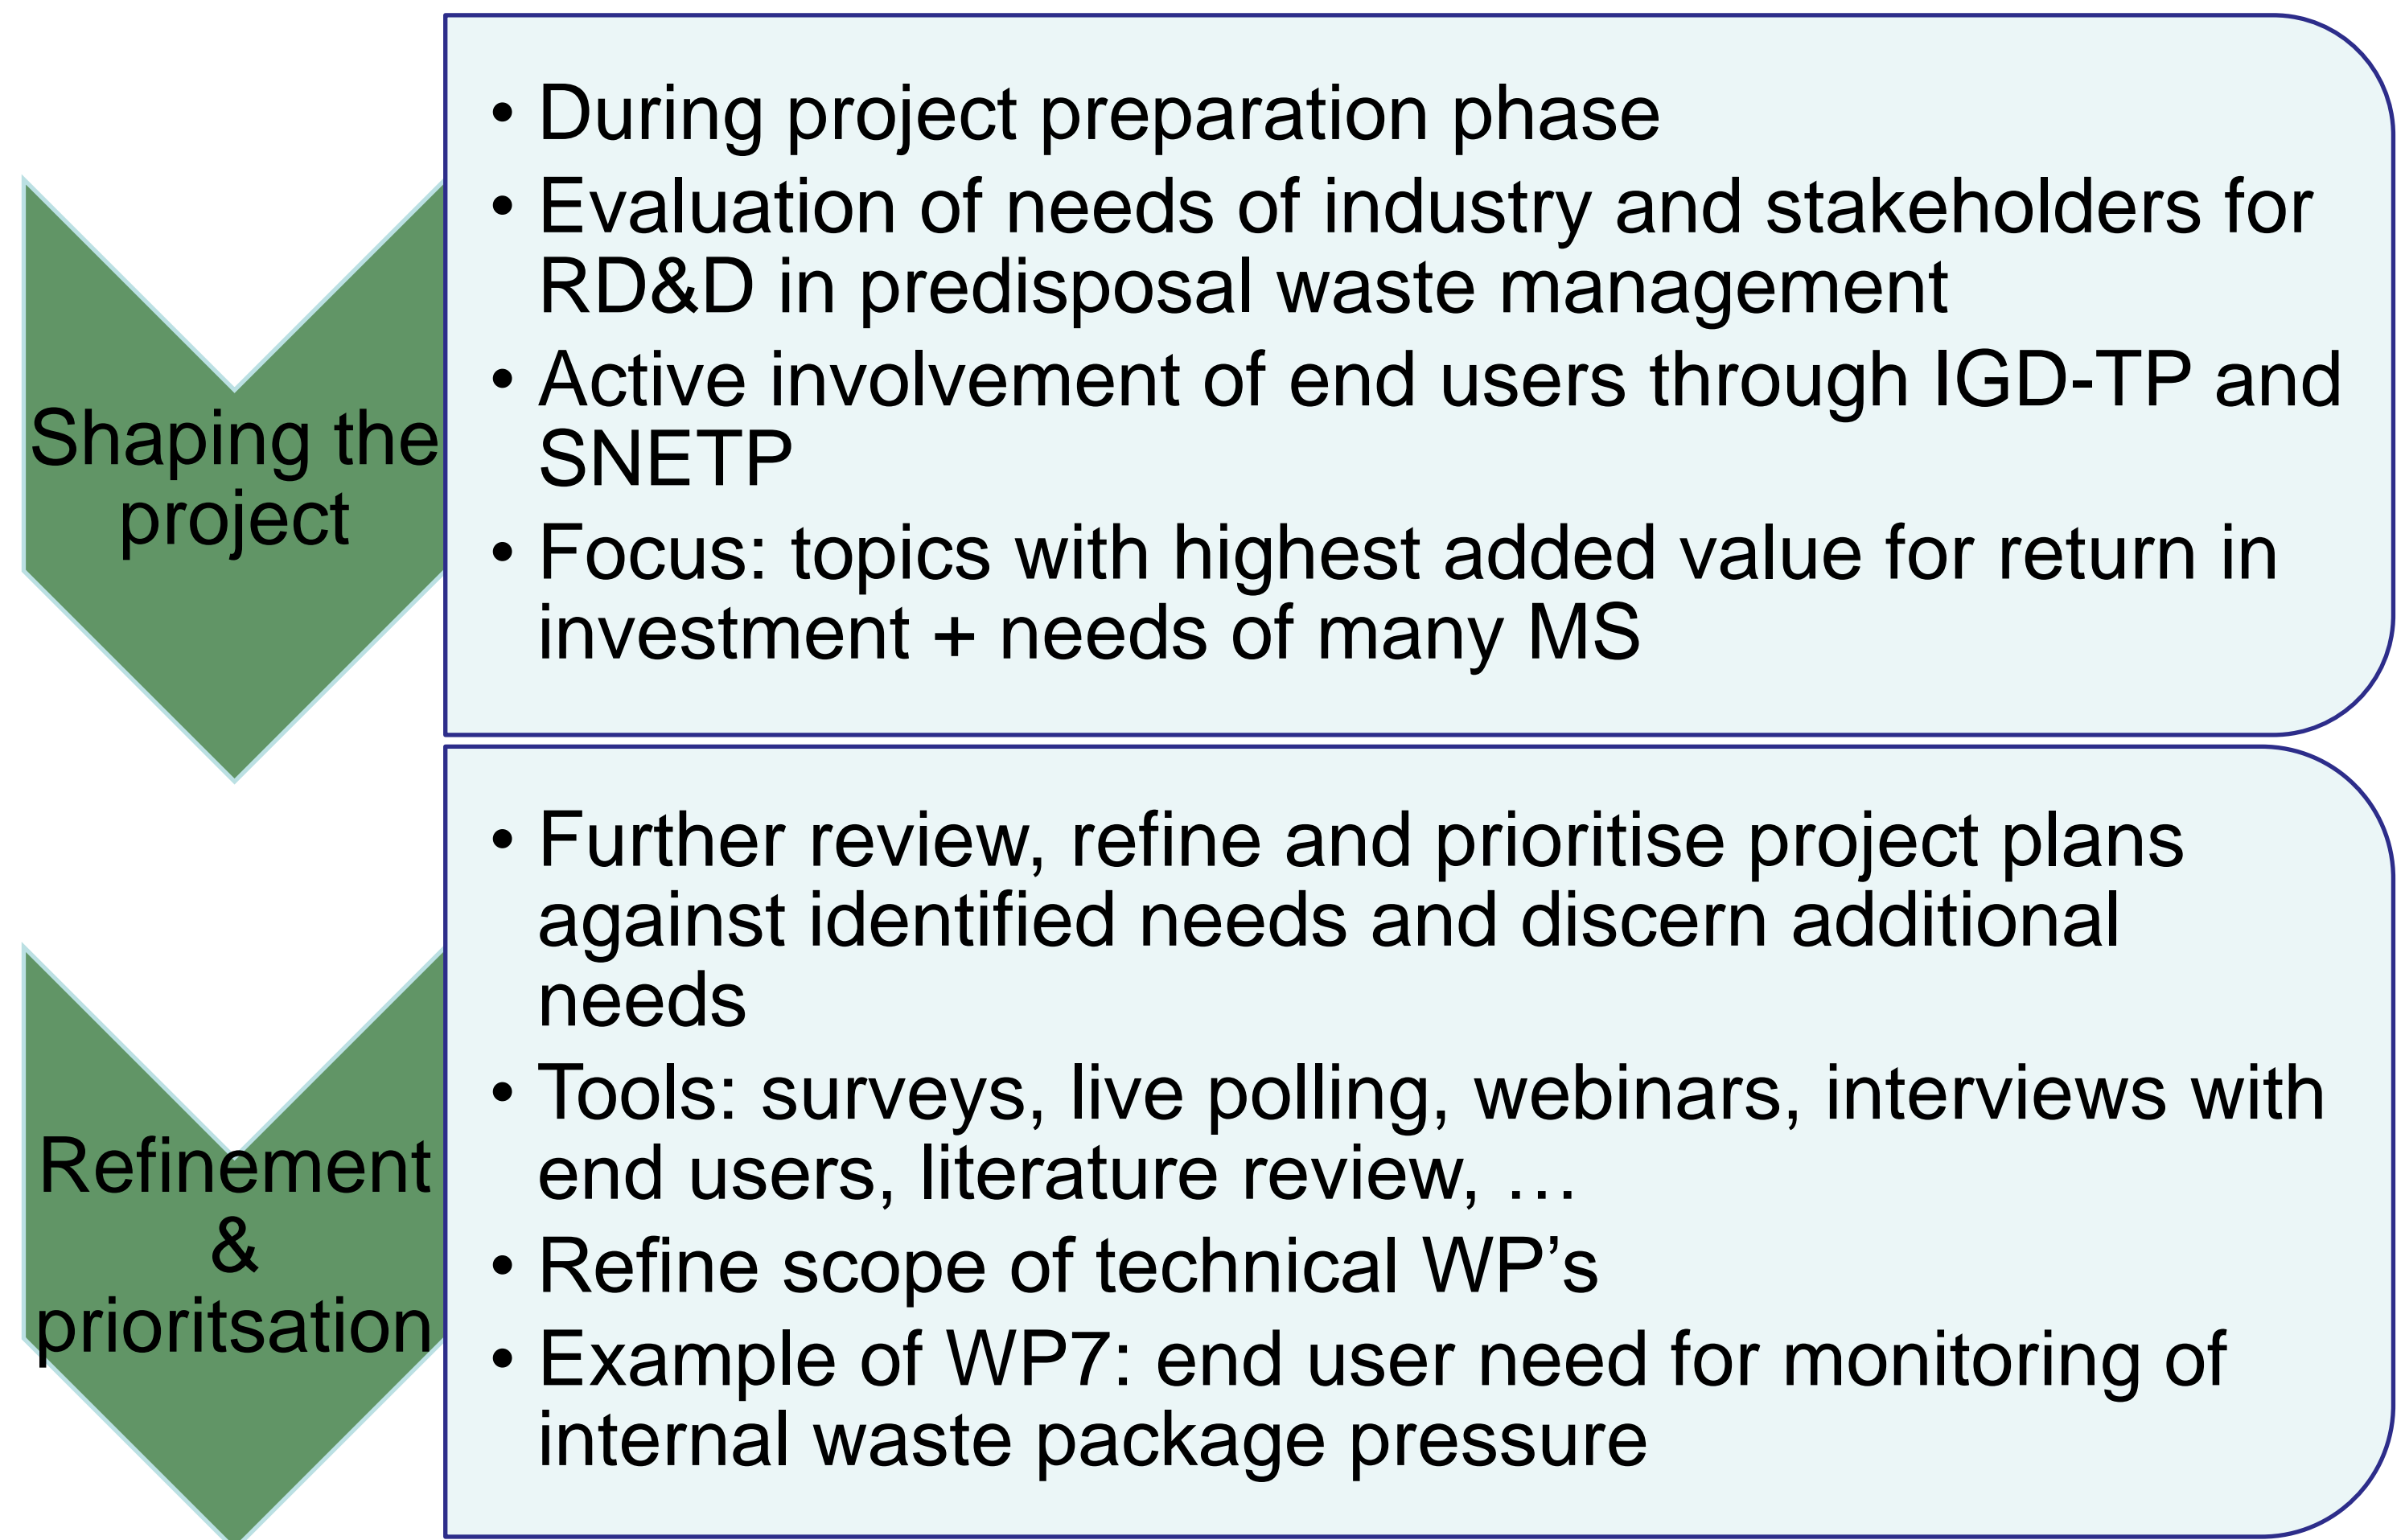 Shaping the
project
• During project preparation phase
• Evaluation of needs of industry and stakeholders for
RD&D in predisposal waste management
• Active involvement of end users through IGD-TP and
SNETP
• Focus: topics with highest added value for return in
investment + needs of many MS
Refinement
&
prioritsation
• Further review, refine and prioritise project plans
against identified needs and discern additional
needs
• Tools: surveys, live polling, webinars, interviews with
end users, literature review, …
• Refine scope of technical WP’s
• Example of WP7: end user need for monitoring of
internal waste package pressure